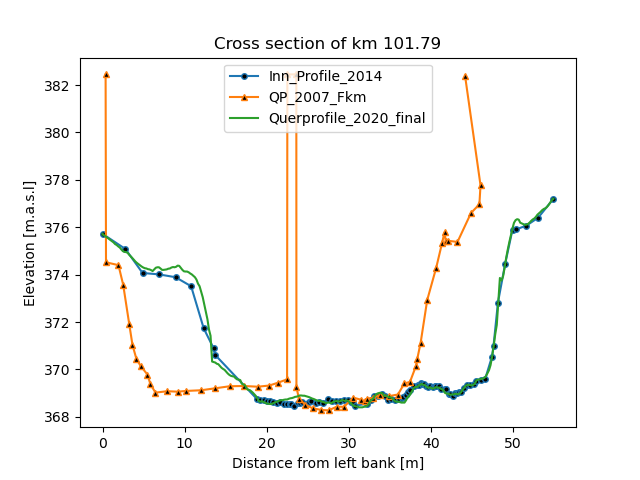 Cross section of km 101.79
Inn_Profile_2014
QP_2007_Fkm
Querprofile_2020_final
Elevation [m.a.s.l]
382
380
378
376
374
372
370
368
0 10 20 30 40 50
Distance from left bank [m]